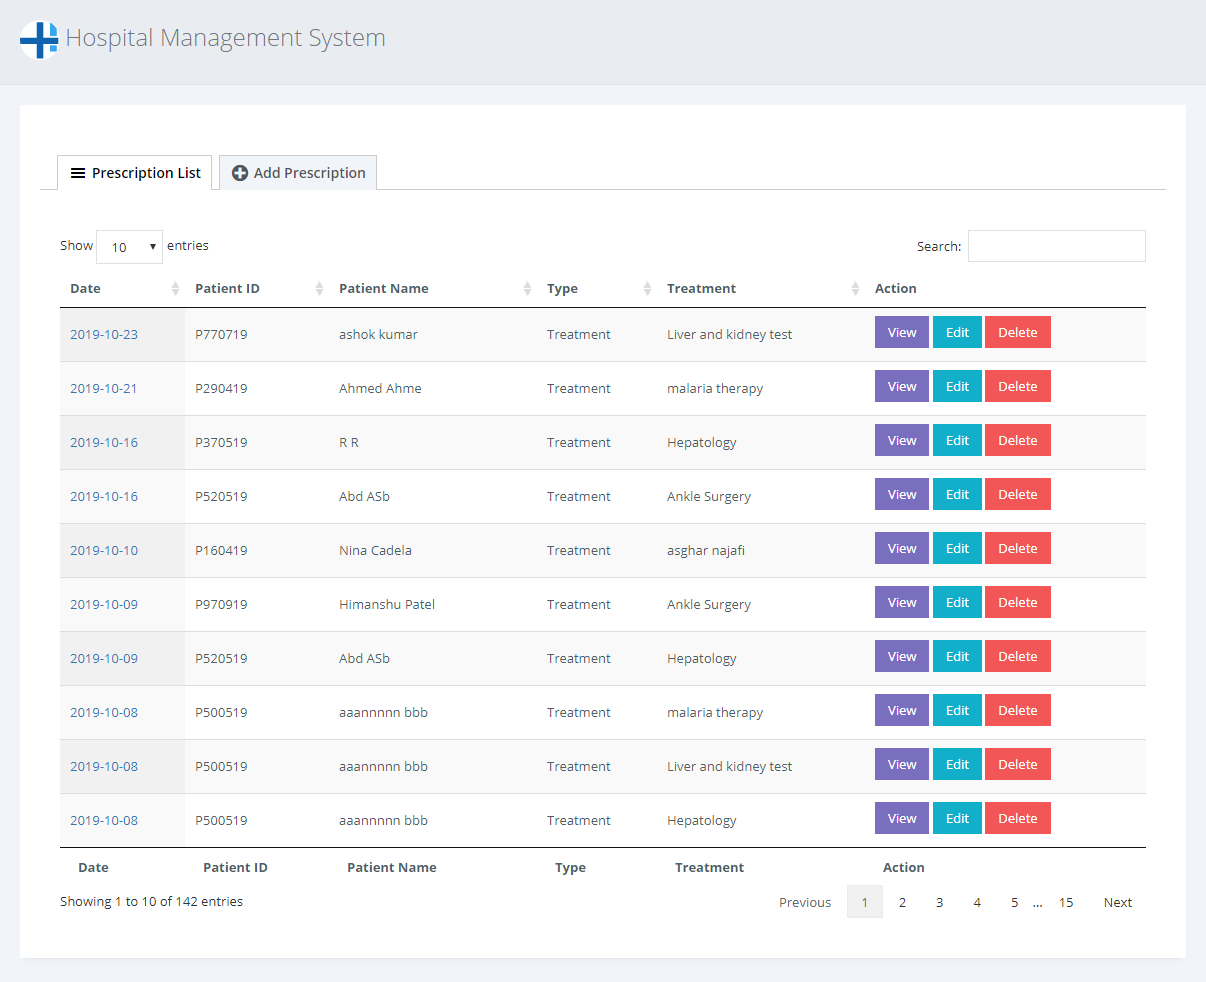 Hospital Management System
Prescription List Add Prescription
Show 10 entries Search:
Date Patient ID Patient Name Type Treatment Action
2019-10-23 P770719 ashok kumar Treatment Liver and kidney test View Edit Delete
2019-10-21 P290419 Ahmed Ahme Treatment malaria therapy View Edit Delete
2019-10-16 P370519 R R Treatment Hepatology View Edit Delete
2019-10-16 P520519 Abd ASb Treatment Ankle Surgery View Edit Delete
2019-10-10 P160419 Nina Cadela Treatment asghar najafi View Edit Delete
2019-10-09 P970919 Himanshu Patel Treatment Ankle Surgery View Edit Delete
2019-10-09 P520519 Abd ASb Treatment Hepatology View Edit Delete
2019-10-08 P500519 aaannnnn bbb Treatment malaria therapy View Edit Delete
2019-10-08 P500519 aaannnnn bbb Treatment Liver and kidney test View Edit Delete
2019-10-08 P500519 aaannnnn bbb Treatment Hepatology View Edit Delete
Date Patient ID Patient Name Type Treatment Action
Showing 1 to 10 of 142 entries Previous 1 2 3 4 5 ... 15 Next